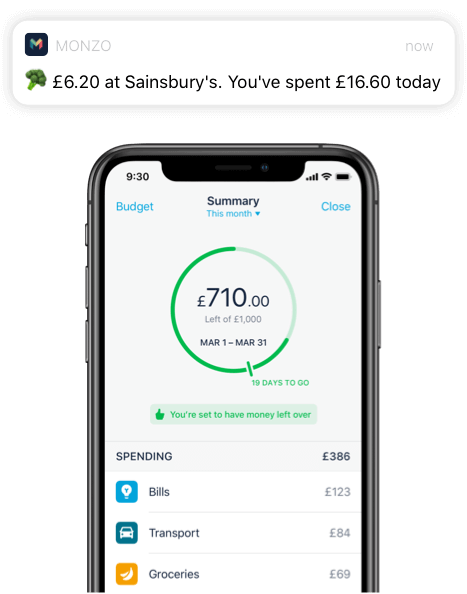 MONZO now
£6.20 at Sainsbury's. You've spent £16.60 today
9:30
Budget Summary Close
This month ▼
£710.00
Left of £1,000
MAR 1 – MAR 31
19 DAYS TO GO
You're set to have money left over
SPENDING £386
Bills £123
Transport £84
Groceries £69